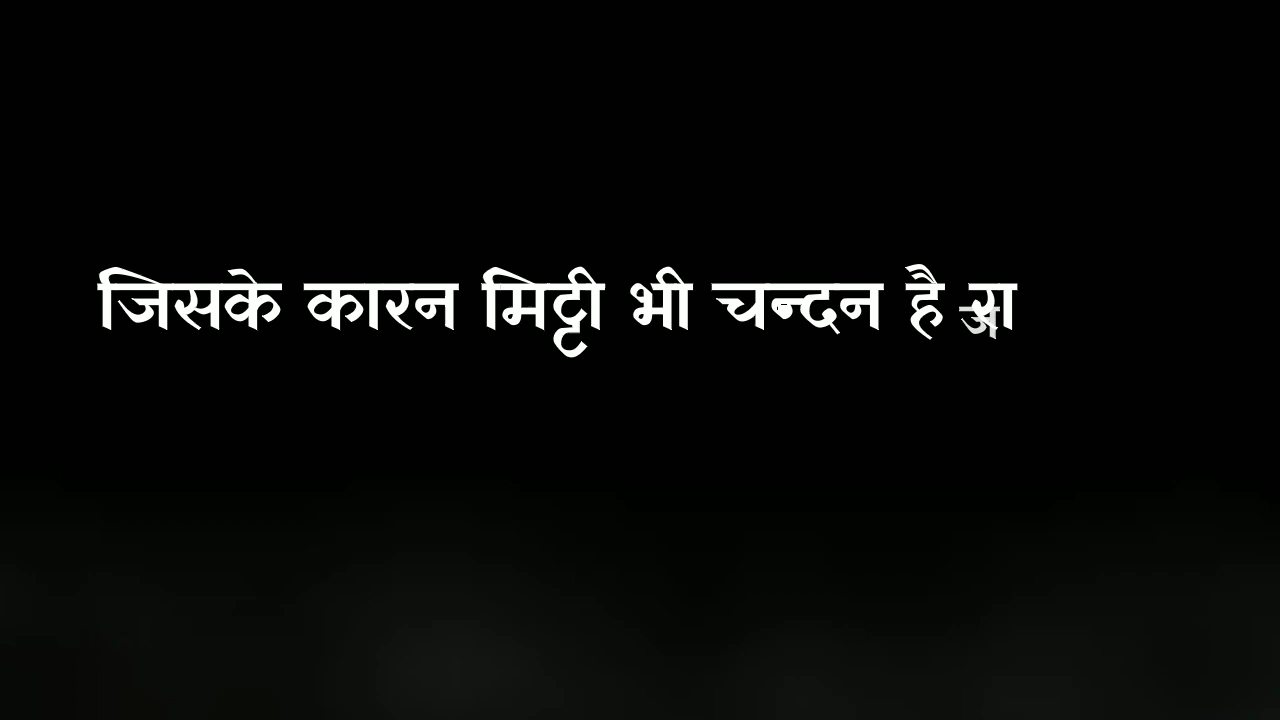 जिसके कारन मिट्टी भी चन्दन है रा